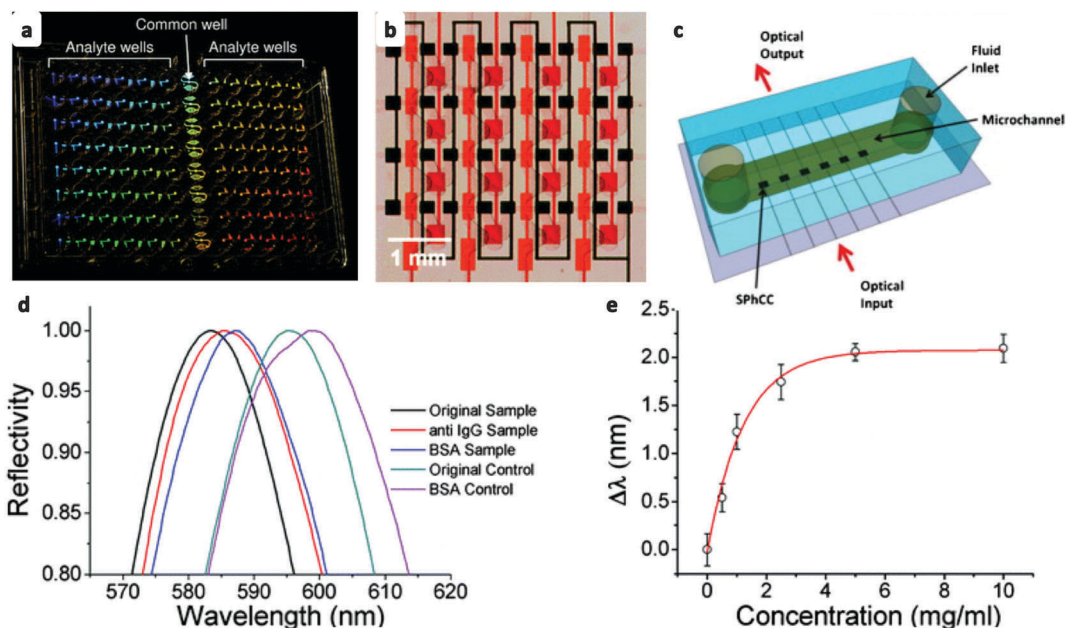 a
Common well
Analyte wells
Analyte wells
b
1 mm
c
Optical
Output
Fluid
Inlet
Microchannel
SPhCC
Optical
Input
d
Reflectivity
1.00
0.95
0.90
0.85
0.80
570 580 590 600 610 620
Wavelength (nm)
Original Sample
anti IgG Sample
BSA Sample
Original Control
BSA Control
e
Δλ (nm)
2.5
2.0
1.5
1.0
0.5
0.0
0 2 4 6 8 10
Concentration (mg/ml)